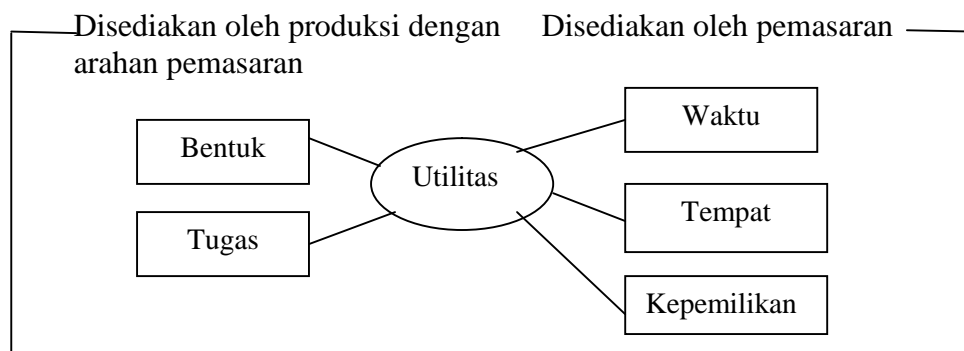 Disediakan oleh produksi dengan
arahan pemasaran
Disediakan oleh pemasaran
Bentuk
Tugas
Utilitas
Waktu
Tempat
Kepemilikan